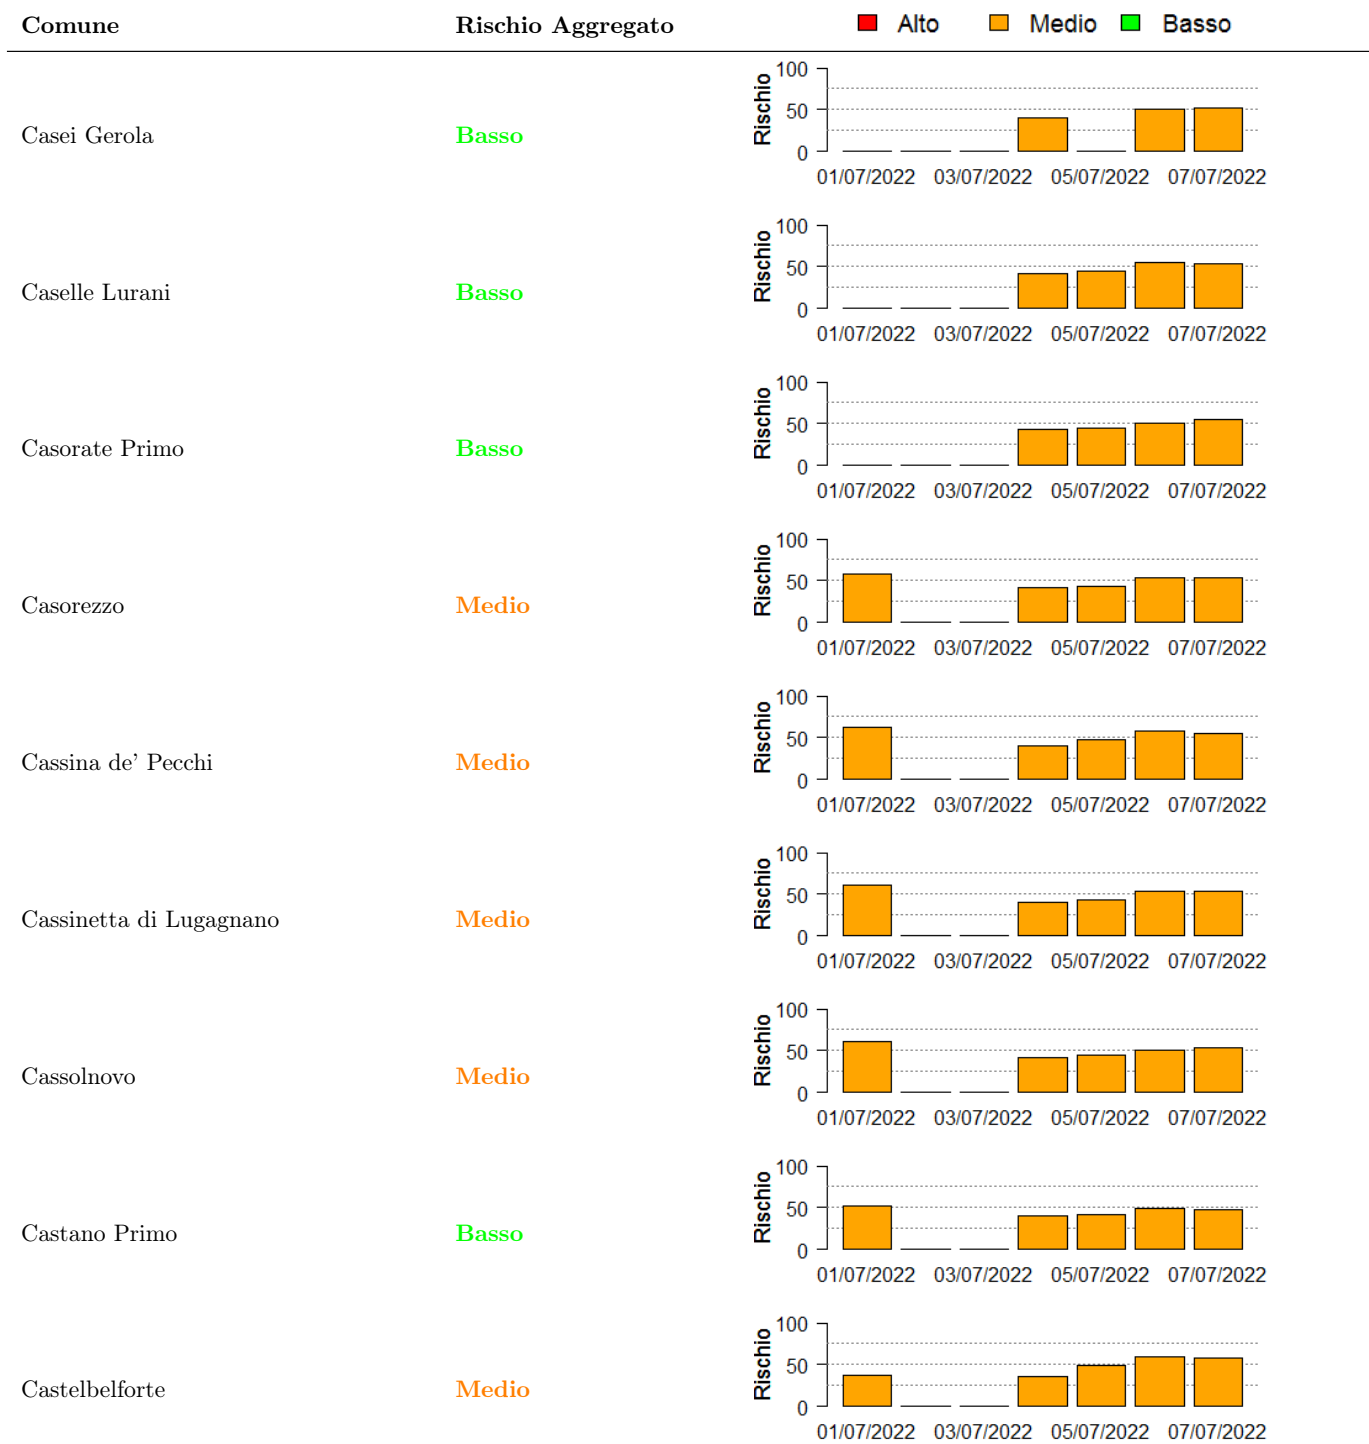 Comune Rischio Aggregato Alto Medio Basso
100
50
0
Rischio
Casei Gerola Basso
01/07/2022 03/07/2022 05/07/2022 07/07/2022
100
50
0
Rischio
Caselle Lurani Basso
01/07/2022 03/07/2022 05/07/2022 07/07/2022
100
50
0
Rischio
Casorate Primo Basso
01/07/2022 03/07/2022 05/07/2022 07/07/2022
100
50
0
Rischio
Casorezzo Medio
01/07/2022 03/07/2022 05/07/2022 07/07/2022
100
50
0
Rischio
Cassina de’ Pecchi Medio
01/07/2022 03/07/2022 05/07/2022 07/07/2022
100
50
0
Rischio
Cassinetta di Lugagnano Medio
01/07/2022 03/07/2022 05/07/2022 07/07/2022
100
50
0
Rischio
Cassolnovo Medio
01/07/2022 03/07/2022 05/07/2022 07/07/2022
100
50
0
Rischio
Castano Primo Basso
01/07/2022 03/07/2022 05/07/2022 07/07/2022
100
50
0
Rischio
Castelbelforte Medio
01/07/2022 03/07/2022 05/07/2022 07/07/2022